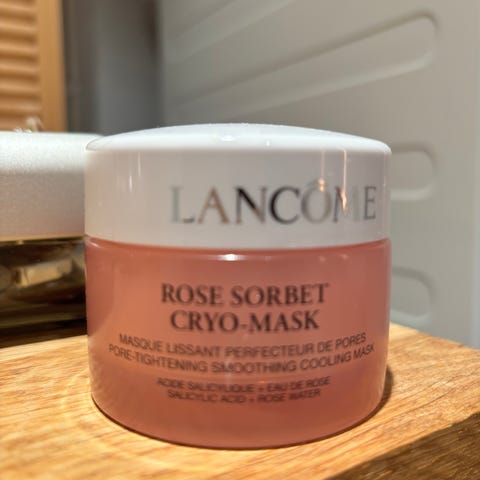 LANCÔME
ROSE SORBET
CRYO-MASK
MASQUE LISSANT PERFECTEUR DE PORES
PORE-TIGHTENING SMOOTHING COOLING MASK
ACIDE SALICYLIQUE + EAU DE ROSE
SALICYLIC ACID + ROSE WATER